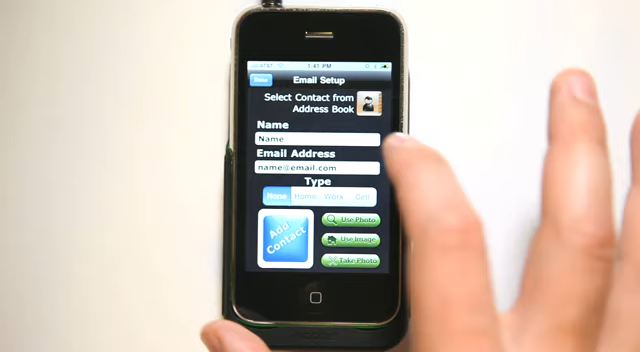 AT&T 1:41 PM
Done Email Setup
Select Contact from
Address Book
Name
Name
Email Address
name@email.com
Type
None Home Work Cell
Add
Contact
Use Photo
Use Image
Take Photo